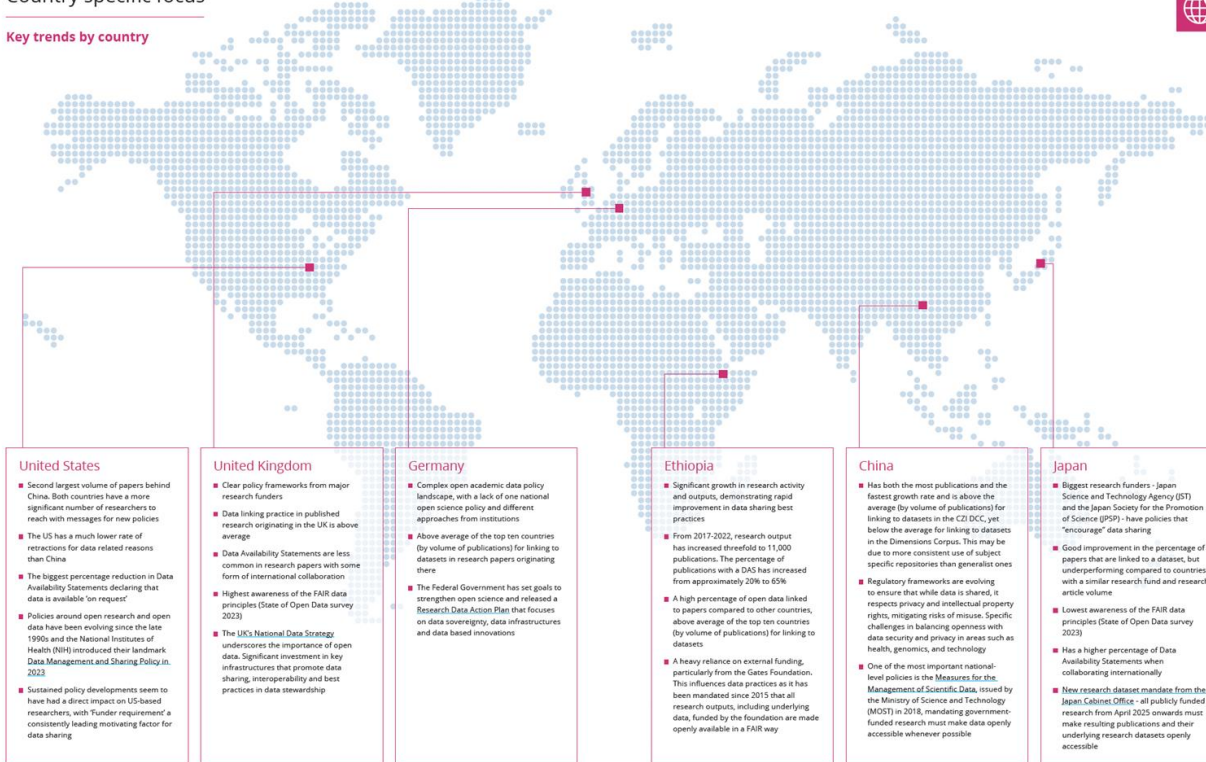 Country specific focus
Key trends by country
United States
Second largest volume of papers behind
China. Both countries have a more
significant number of researchers to
reach with messages for new policies
The US has a much lower rate of
retractions for data related reasons
than China
The biggest percentage reduction in Data
Availability Statements declaring that
data is available 'on request'
Policies around open research and open
data have been evolving since the late
1990s and the National Institutes of
Health (NIH) introduced their landmark
Data Management and Sharing Policy in
2023
Sustained policy developments seem to
have had a direct impact on US-based
researchers, with 'Funder requirement' a
consistently leading motivating factor for
data sharing
United Kingdom
Clear policy frameworks from major
research funders
Data linking practice in published
research originating in the UK is above
average
Data Availability Statements are less
common in research papers with some
form of international collaboration
Highest awareness of the FAIR data
principles (State of Open Data survey
2023)
The UK's National Data Strategy
underscores the importance of open
data. Significant investment in key
infrastructures that promote data
sharing, interoperability and best
practices in data stewardship
Germany
Complex open academic data policy
landscape, with a lack of one national
open science policy and different
approaches from institutions
Above average of the top ten countries
(by volume of publications) for linking to
datasets in research papers originating
there
The Federal Government has set goals to
strengthen open science and released a
Research Data Action Plan that focuses
on data sovereignty, data infrastructures
and data based innovations
Ethiopia
Significant growth in research activity
and outputs, demonstrating rapid
improvement in data sharing best
practices
From 2017-2022, research output
has increased threefold to 11,000
publications. The percentage of
publications with a DAS has increased
from approximately 20% to 65%
A high percentage of open data linked
to papers compared to other countries,
above average of the top ten countries
(by volume of publications) for linking to
datasets
A heavy reliance on external funding,
particularly from the Gates Foundation.
This influences data practices as it has
been mandated since 2015 that all
research outputs, including underlying
data, funded by the foundation are made
openly available in a FAIR way
China
Has both the most publications and the
fastest growth rate and is above the
average (by volume of publications) for
linking to datasets in the CZI DCC, yet
below the average for linking to datasets
in the Dimensions Corpus. This may be
due to more consistent use of subject
specific repositories than generalist ones
Regulatory frameworks are evolving
to ensure that while data is shared, it
respects privacy and intellectual property
rights, mitigating risks of misuse. Specific
challenges in balancing openness with
data security and privacy in areas such as
health, genomics, and technology
One of the most important national-
level policies is the Measures for the
Management of Scientific Data, issued by
the Ministry of Science and Technology
(MOST) in 2018, mandating government-
funded research must make data openly
accessible whenever possible
Japan
Biggest research funders - Japan
Science and Technology Agency (JST)
and the Japan Society for the Promotion
of Science (JPSP) - have policies that
"encourage" data sharing
Good improvement in the percentage of
papers that are linked to a dataset, but
underperforming compared to countries
with a similar research fund and research
article volume
Lowest awareness of the FAIR data
principles (State of Open Data survey
2023)
Has a higher percentage of Data
Availability Statements when
collaborating internationally
New research dataset mandate from the
Japan Cabinet Office - all publicly funded
research from April 2025 onwards must
make resulting publications and their
underlying research datasets openly
accessible